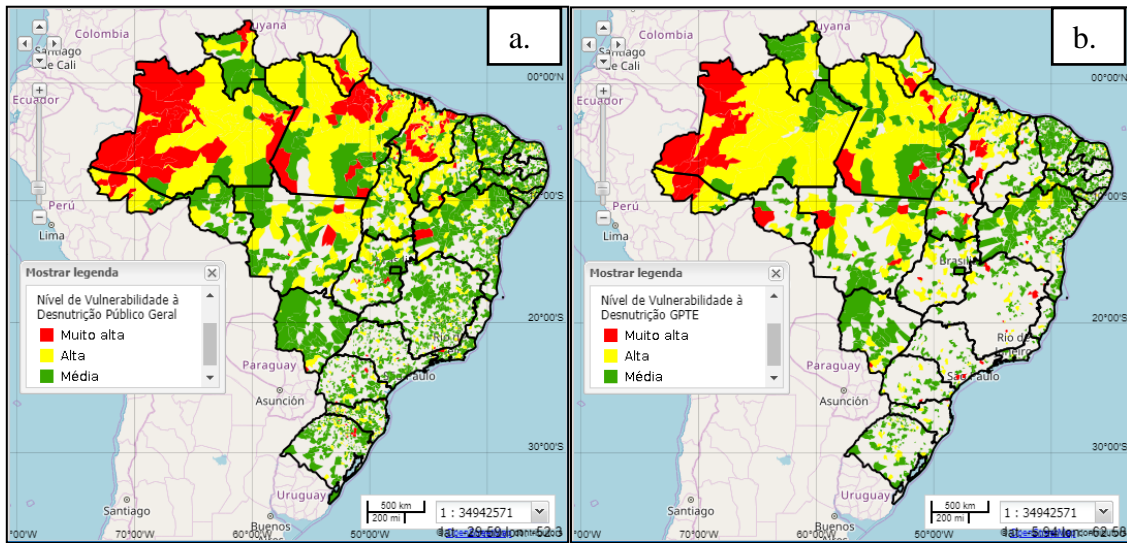 a.
Colombia
Guyana
Santiago
de Cali
Ecuador
Perú
Lima
00°00'N
10°00'S
20°00'S
30°00'S
Mostrar legenda
Nível de Vulnerabilidade à
Desnutrição Público Geral
Muito alta
Alta
Média
Paraguay
Asunción
Uruguay
Santiago
Buenos
500 km
200 mi
1 : 34942571
°00'W
70°00'W
60°00'W
50°00'W
b.
Colombia
Santiago
de Cali
Ecuador
Perú
Lima
00°00'N
10°00'S
20°00'S
30°00'S
Mostrar legenda
Nível de Vulnerabilidade à
Desnutrição GPTE
Muito alta
Alta
Média
Rio de
São Paulo
Paraguay
Asunción
Uruguay
Santiago
Buenos
500 km
200 mi
1 : 34942571
00°W
70°00'W
60°00'W
50°00'W